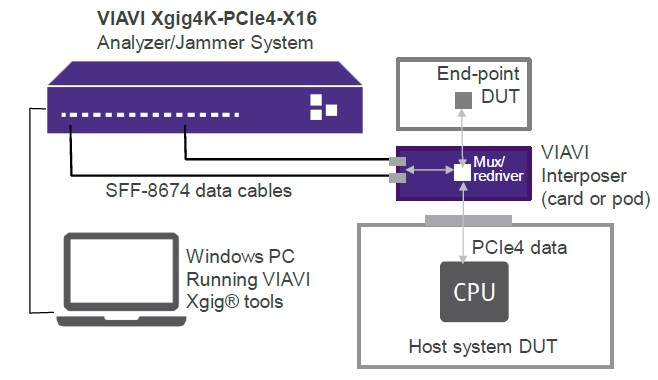 VIAVI Xgig4K-PCIe4-X16
Analyzer/Jammer System
End-point
DUT
Mux/
redriver
VIAVI
Interposer
(card or pod)
SFF-8674 data cables
Windows PC
Running VIAVI
Xgig® tools
PCIe4 data
CPU
Host system DUT